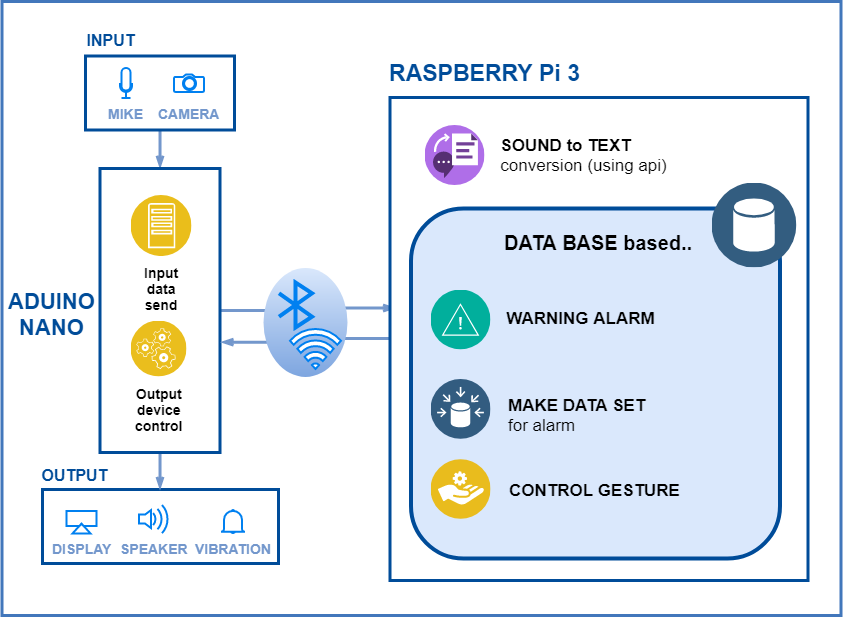 INPUT
MIKE CAMERA
ADUINO
NANO
Input
data
send
Output
device
control
OUTPUT
DISPLAY SPEAKER VIBRATION
RASPBERRY Pi 3
SOUND to TEXT
conversion (using api)
DATA BASE based..
WARNING ALARM
MAKE DATA SET
for alarm
CONTROL GESTURE